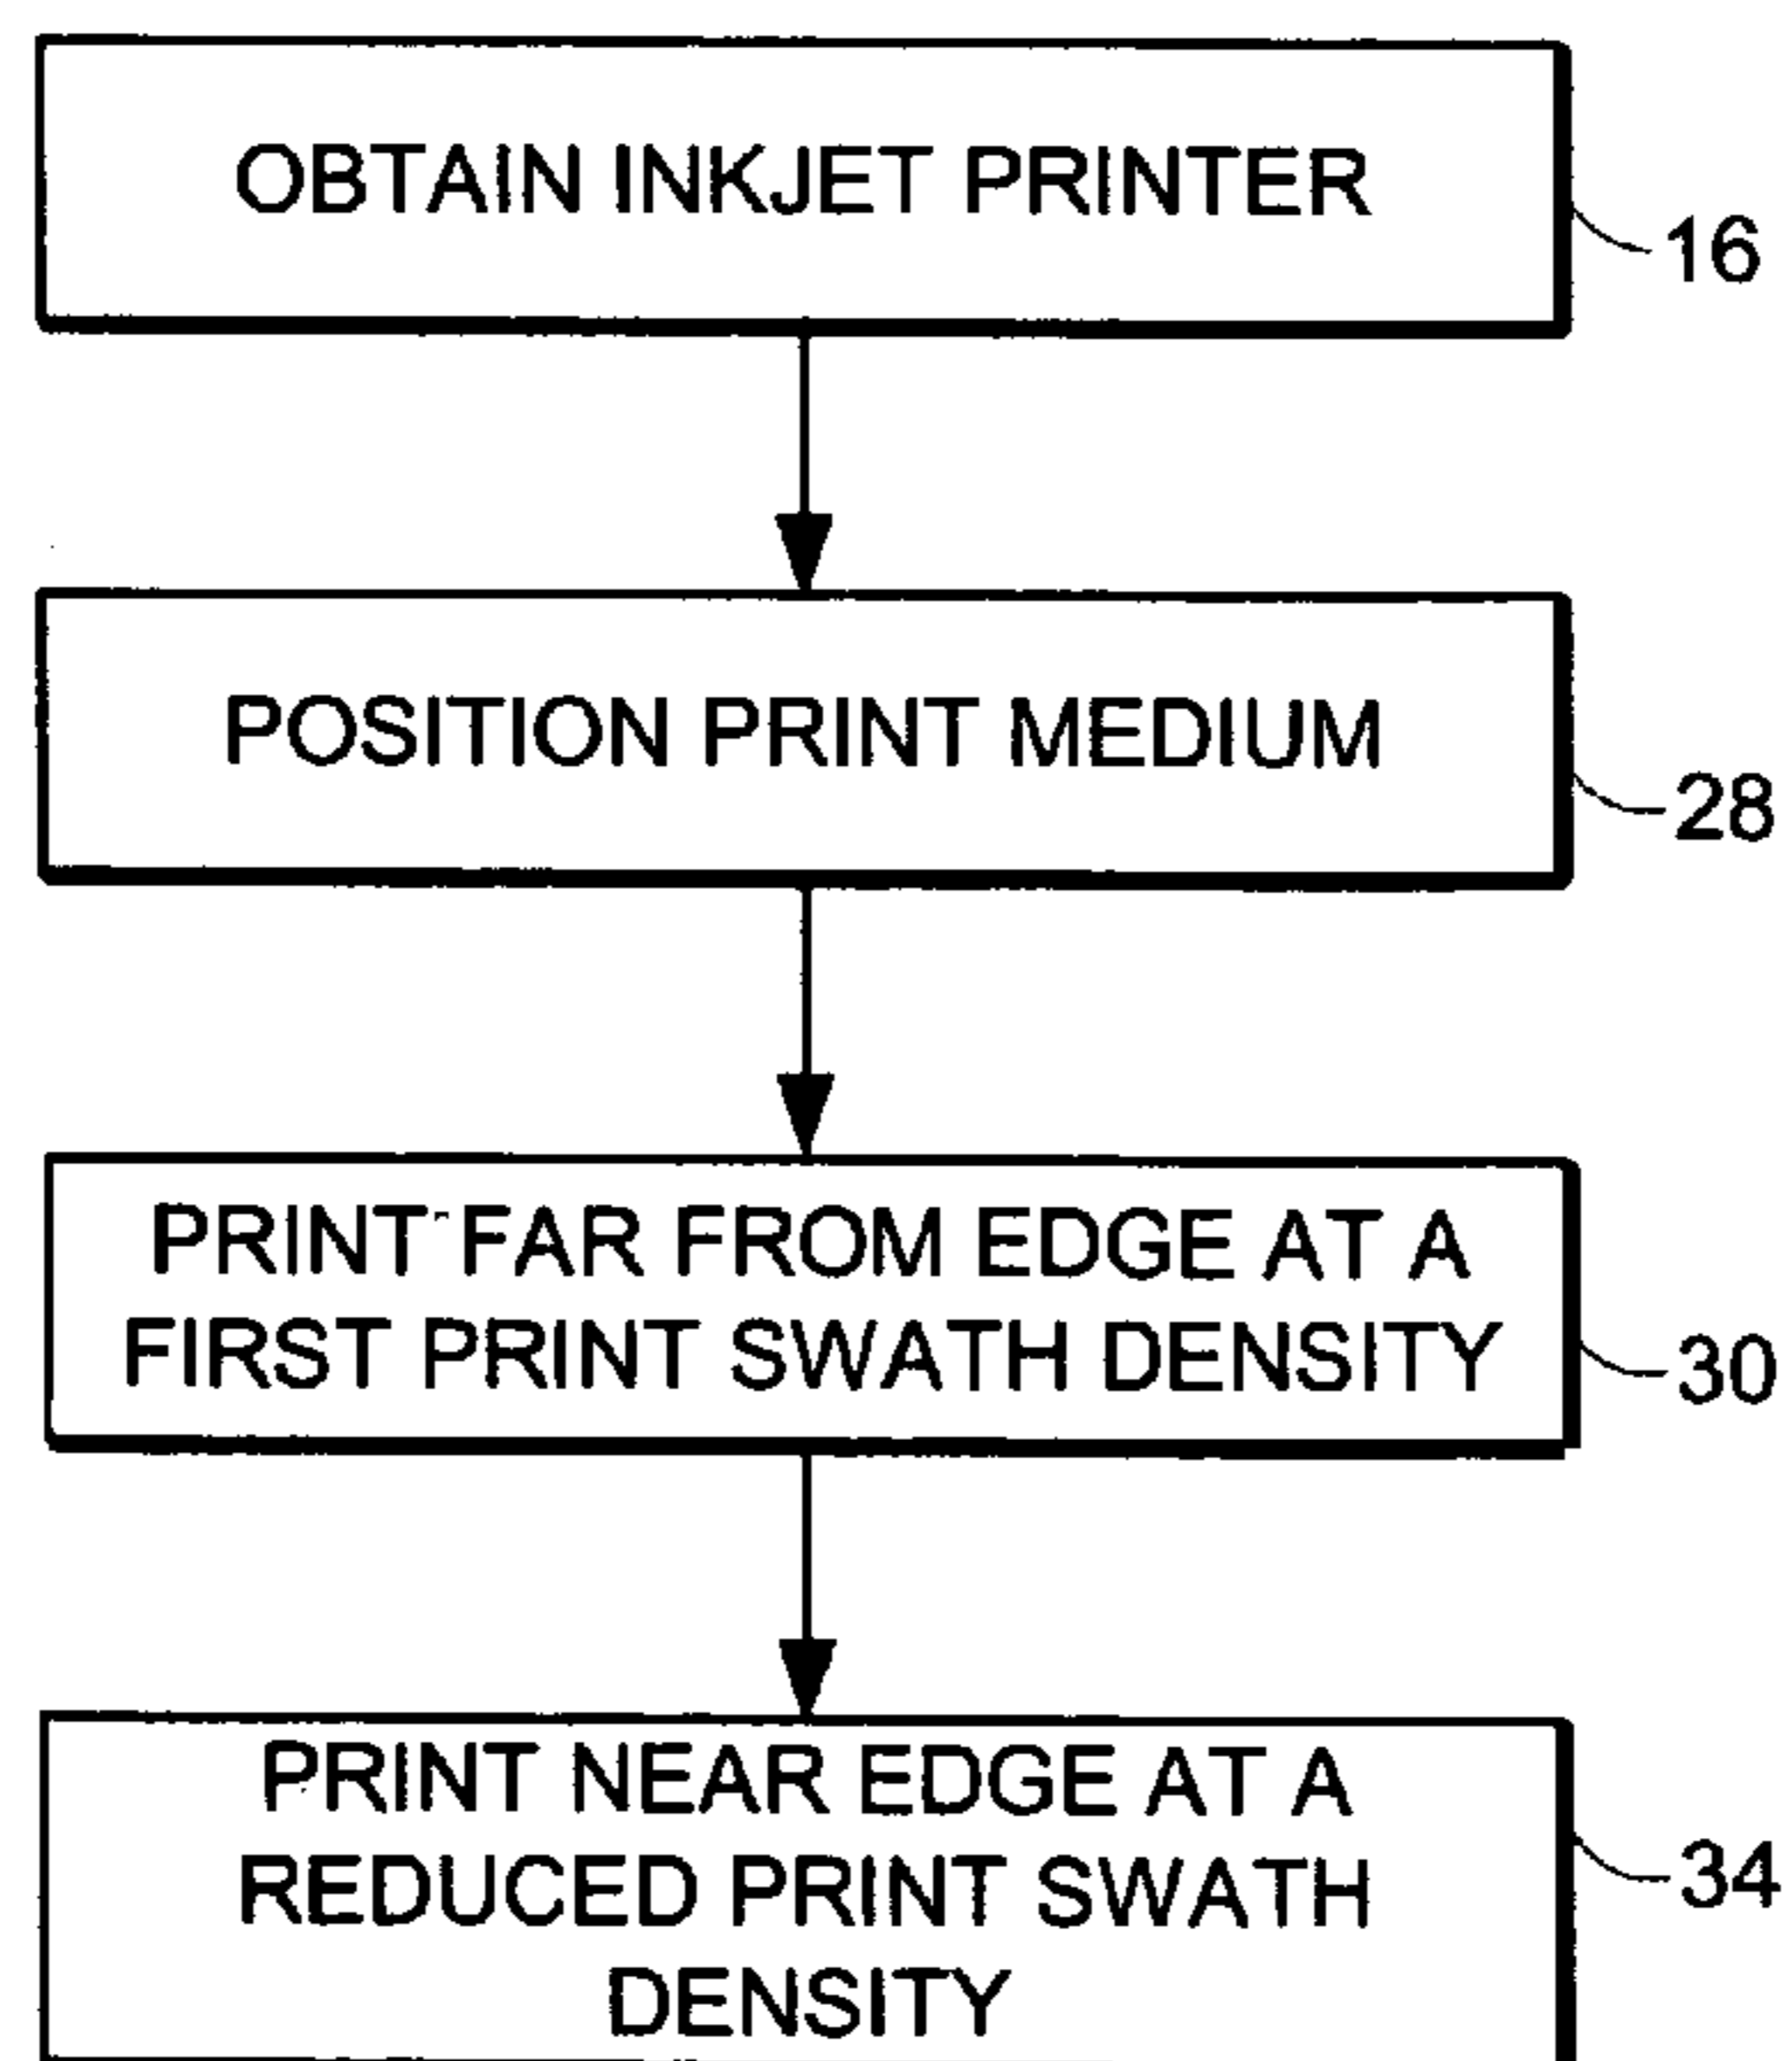 OBTAIN INKJET PRINTER
16
POSITION PRINT MEDIUM
28
PRINT FAR FROM EDGE AT A
FIRST PRINT SWATH DENSITY
30
PRINT NEAR EDGE AT A
REDUCED PRINT SWATH
DENSITY
34